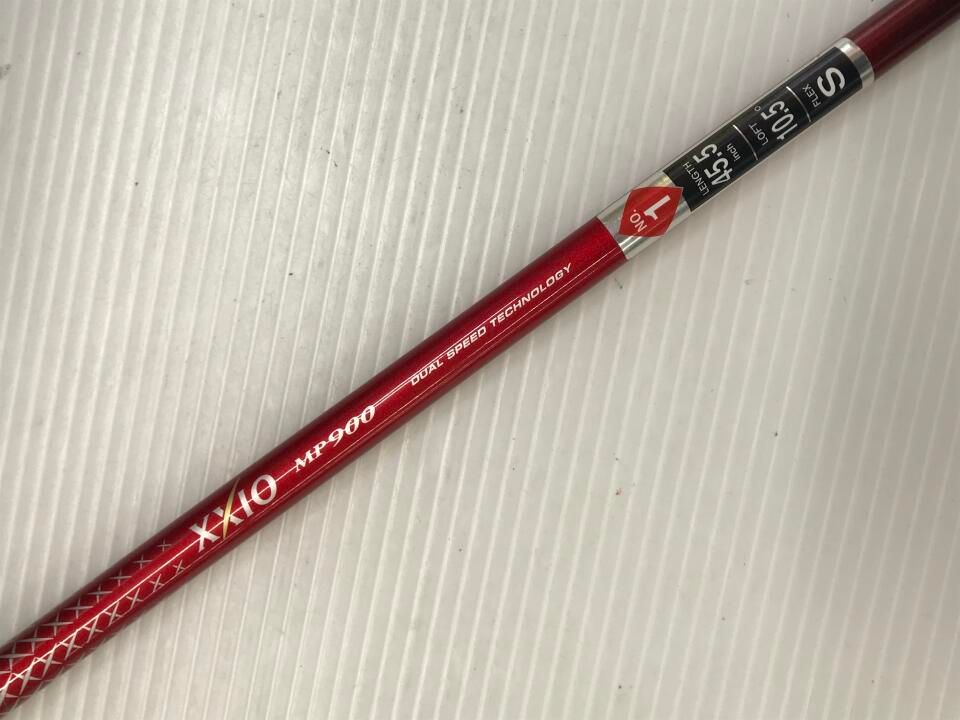 XXIO MP900 DUAL SPEED TECHNOLOGY
NO.
1
LENGTH
45.5
inch
LOFT
10.5°
S
FLEX